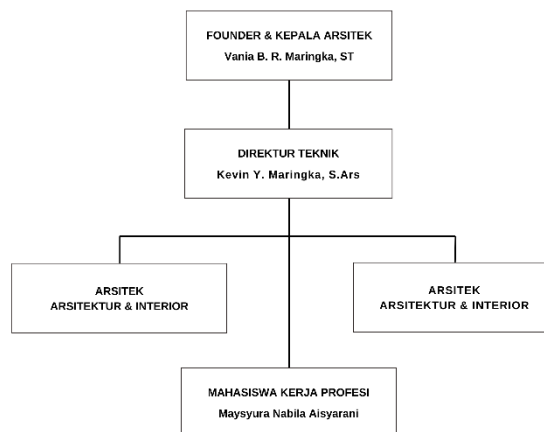 FOUNDER & KEPALA ARSITEK
Vania B. R. Maringka, ST
DIREKTUR TEKNIK
Kevin Y. Maringka, S.Ars
ARSITEK
ARSITEKTUR & INTERIOR
ARSITEK
ARSITEKTUR & INTERIOR
MAHASISWA KERJA PROFESI
Maysyura Nabila Aisyarani